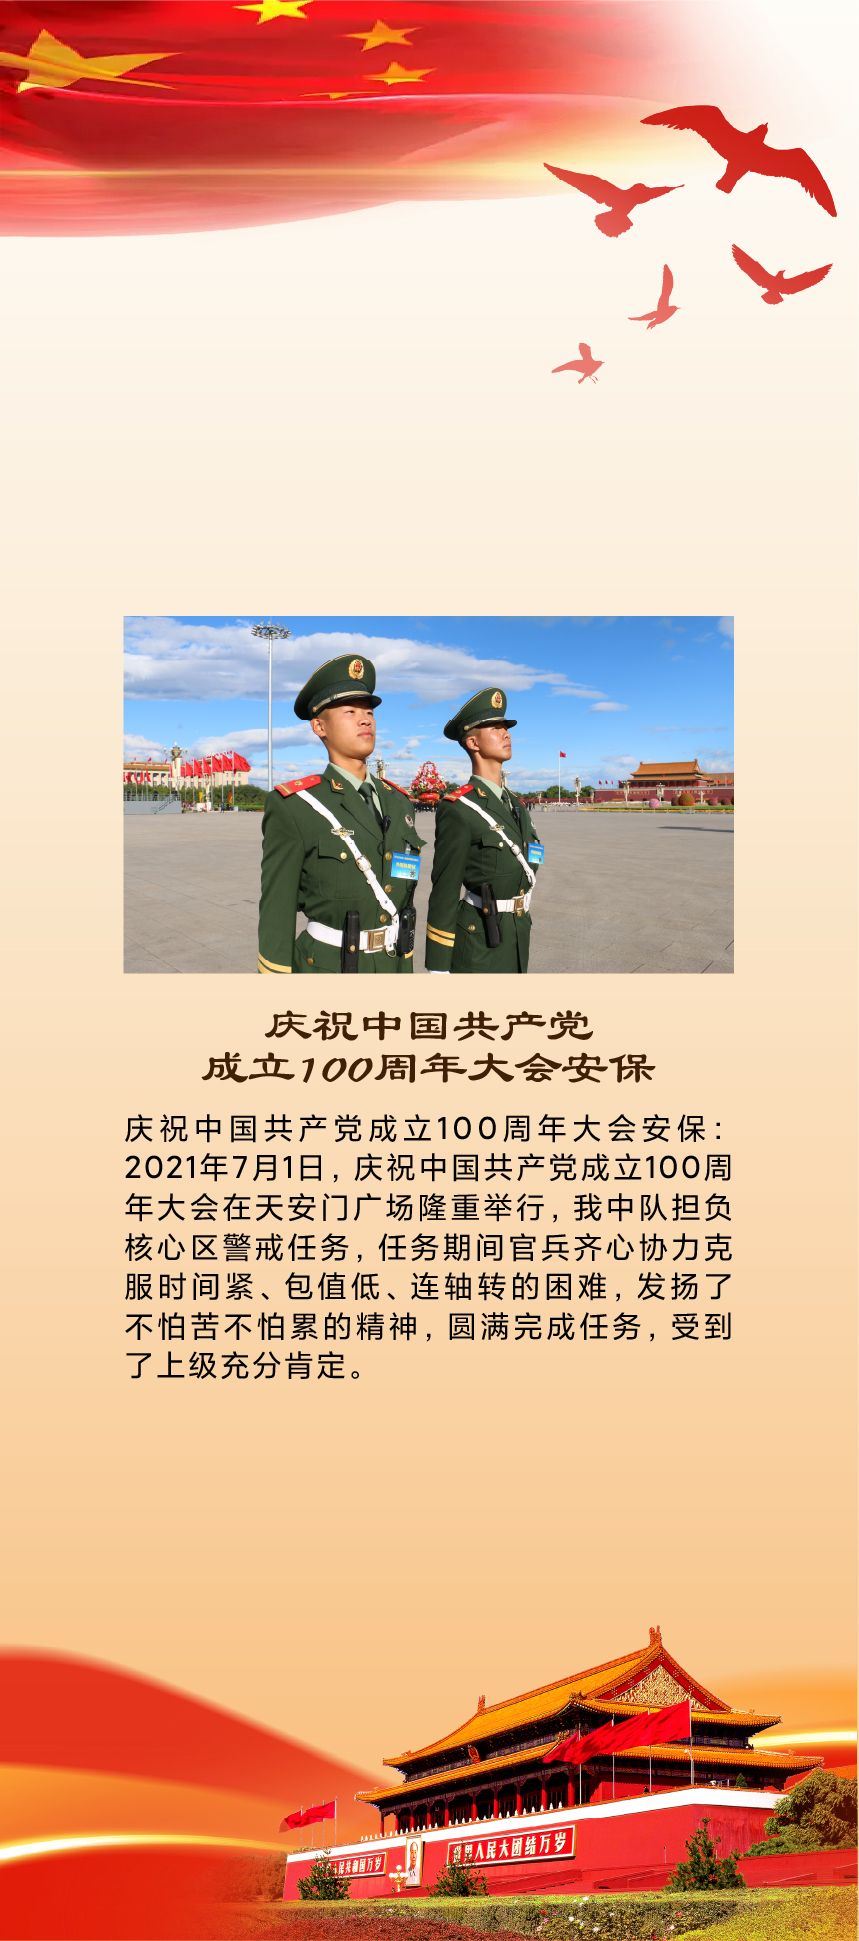 庆祝中国共产党
成立100周年大会安保
庆祝中国共产党成立100周年大会安保：
2021年7月1日，庆祝中国共产党成立100周
年大会在天安门广场隆重举行，我中队担负
核心区警戒任务，任务期间官兵齐心协力克
服时间紧、包值低、连轴转的困难，发扬了
不怕苦不怕累的精神，圆满完成任务，受到
了上级充分肯定。
民共和国万岁
界人民大团结万岁